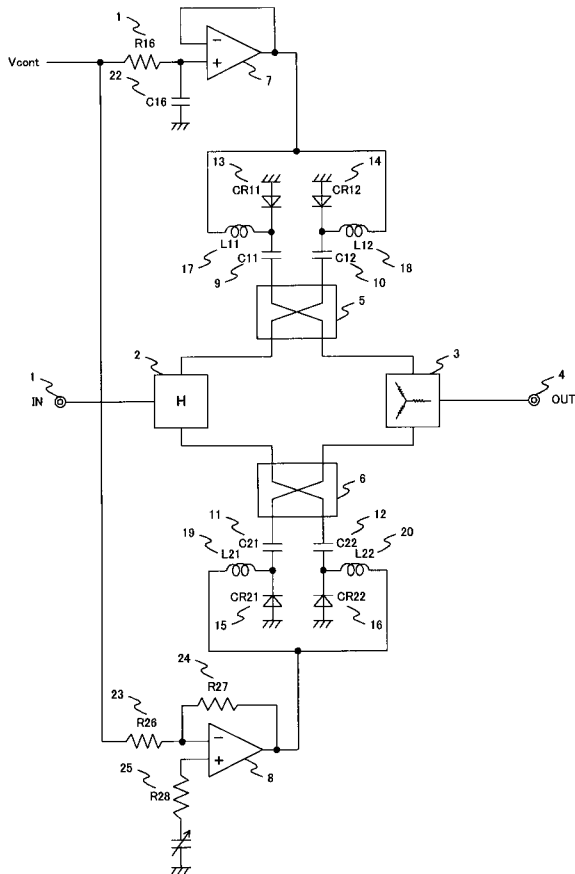 1
R16
Vcont
−
+
7
22
C16
13
14
CR11
CR12
L11
L12
17
C11
C12
18
9
10
5
2
3
1
4
IN
H
OUT
6
11
12
19
C21
C22
20
L21
L22
CR21
CR22
15
16
24
23
R27
R26
−
+
8
25
R28